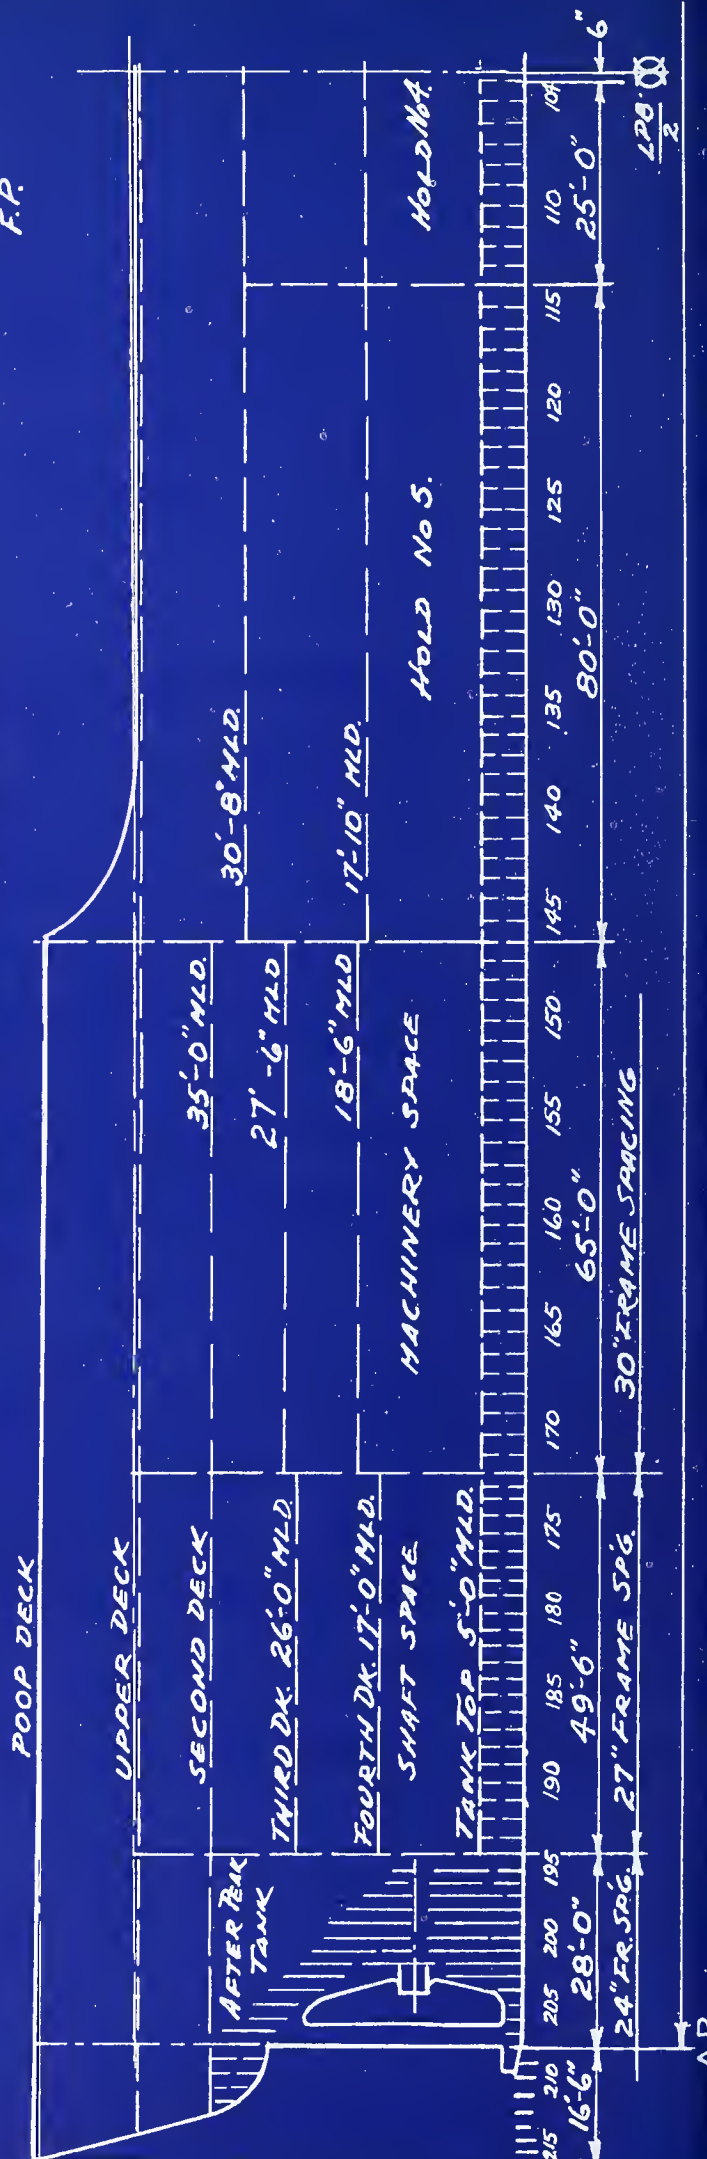 F.P.
POOP DECK
UPPER DECK
SECOND DECK
35'-0" MLD.
30'-8" MLD.
THIRD DK. 26'-0" MLD.
27'-6" MLD
17'-10" MLD.
FOURTH DK. 17'-0" MLD.
18'-6" MLD
AFTER PEAK
TANK
SHAFT SPACE
MACHINERY SPACE
HOLD NO 5.
HOLD NO 4.
TANK TOP 5'-0" MLD.
215 210 205 200 195 190 185 180 175 170 165 160 155 150 145 140 135 130 125 120 115 110 104
16'-6" 28'-0" 49'-6" 65'-0" 80'-0" 25'-0" 6"
24" FR. SPG. 27" FRAME SPG. 30" FRAME SPACING
LPB.
2
A.P.